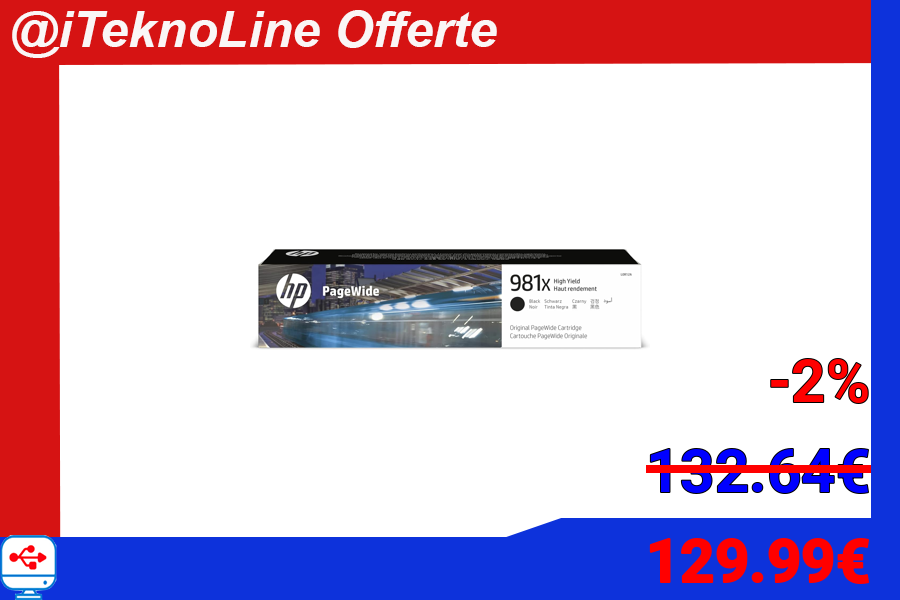 @iTeknoLine Offerte
hp
PageWide
981x
High Yield
Haut rendement
Black Schwarz Czarny
Noir Tinta Negra
Original PageWide Cartridge
Cartouche PageWide Originale
-2%
132.64€
129.99€